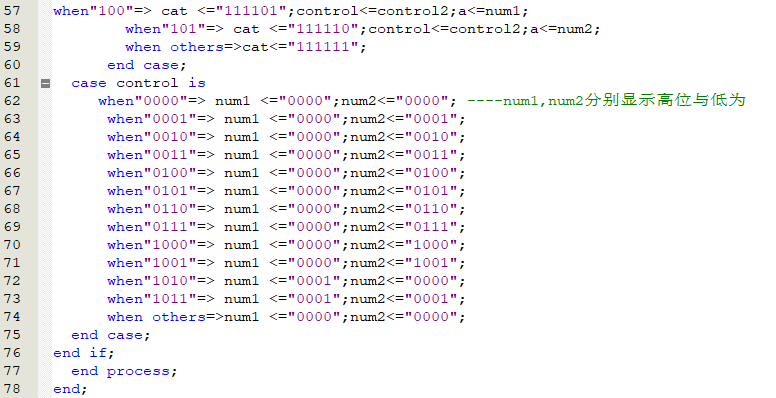 57 when"100"=> cat <="111101";control<=control2;a<=num1;
58 when"101"=> cat <="111110";control<=control2;a<=num2;
59 when others=>cat<="111111";
60 end case;
61 case control is
62 when"0000"=> num1 <="0000";num2<="0000"; ----num1,num2分别显示高位与低为
63 when"0001"=> num1 <="0000";num2<="0001";
64 when"0010"=> num1 <="0000";num2<="0010";
65 when"0011"=> num1 <="0000";num2<="0011";
66 when"0100"=> num1 <="0000";num2<="0100";
67 when"0101"=> num1 <="0000";num2<="0101";
68 when"0110"=> num1 <="0000";num2<="0110";
69 when"0111"=> num1 <="0000";num2<="0111";
70 when"1000"=> num1 <="0000";num2<="1000";
71 when"1001"=> num1 <="0000";num2<="1001";
72 when"1010"=> num1 <="0001";num2<="0000";
73 when"1011"=> num1 <="0001";num2<="0001";
74 when others=>num1 <="0000";num2<="0000";
75 end case;
76 end if;
77 end process;
78 end;